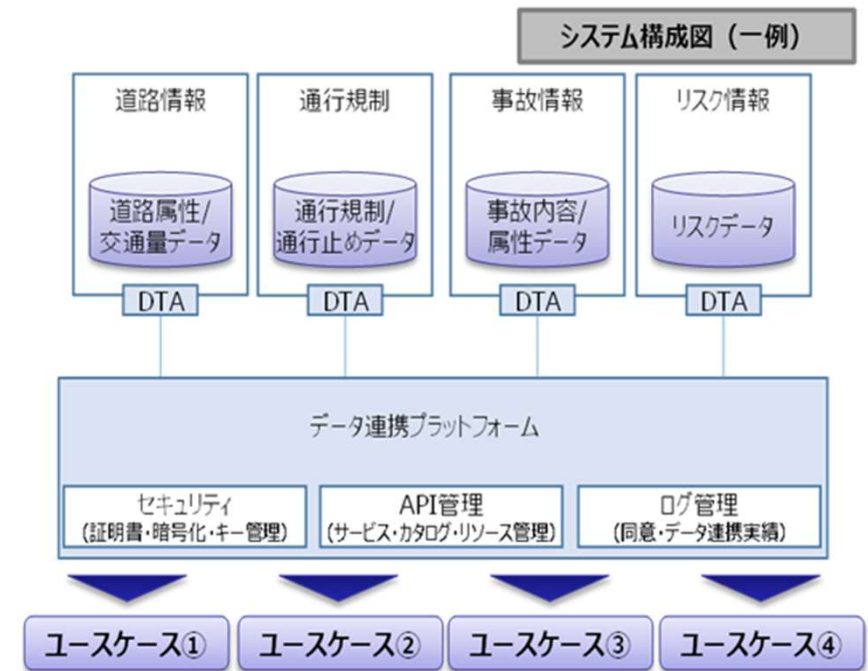 システム構成図（一例）
道路情報
通行規制
事故情報
リスク情報
道路属性/
交通量データ
通行規制/
通行止めデータ
事故内容/
属性データ
リスクデータ
DTA
DTA
DTA
DTA
データ連携プラットフォーム
セキュリティ
(証明書・暗号化・キー管理)
API管理
(サービス・カタログ・リソース管理)
ログ管理
(同意・データ連携実績)
ユースケース①
ユースケース②
ユースケース③
ユースケース④